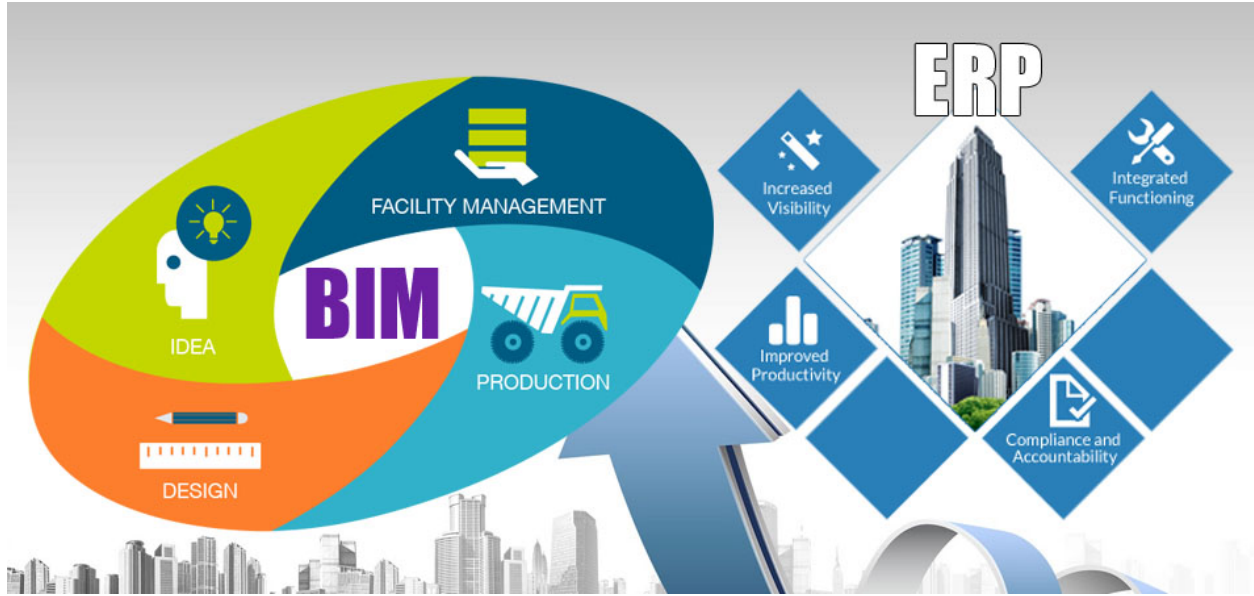 ERP
Increased
Visibility
Integrated
Functioning
FACILITY MANAGEMENT
BIM
IDEA
PRODUCTION
Improved
Productivity
Compliance and
Accountability
DESIGN